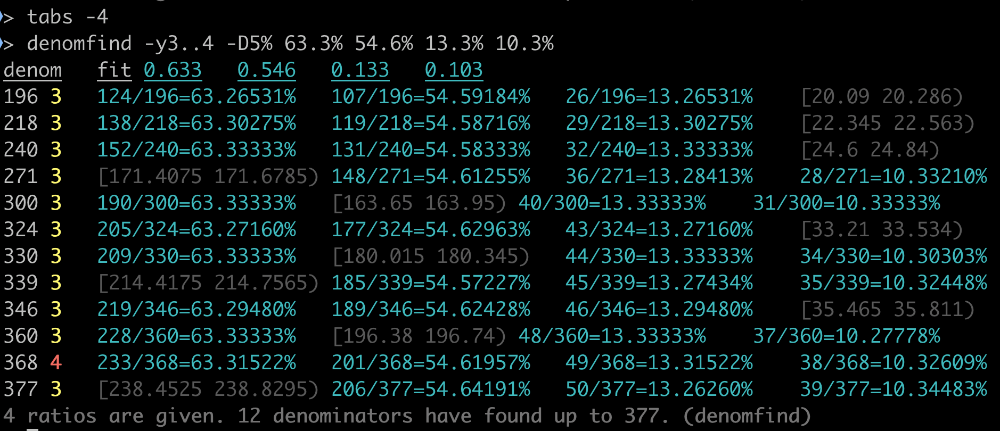 > tabs -4
> denomfind -y3..4 -D5% 63.3% 54.6% 13.3% 10.3%
denom fit 0.633 0.546 0.133 0.103
196 3 124/196=63.26531% 107/196=54.59184% 26/196=13.26531% [20.09 20.286)
218 3 138/218=63.30275% 119/218=54.58716% 29/218=13.30275% [22.345 22.563)
240 3 152/240=63.33333% 131/240=54.58333% 32/240=13.33333% [24.6 24.84)
271 3 [171.4075 171.6785) 148/271=54.61255% 36/271=13.28413% 28/271=10.33210%
300 3 190/300=63.33333% [163.65 163.95) 40/300=13.33333% 31/300=10.33333%
324 3 205/324=63.27160% 177/324=54.62963% 43/324=13.27160% [33.21 33.534)
330 3 209/330=63.33333% [180.015 180.345) 44/330=13.33333% 34/330=10.30303%
339 3 [214.4175 214.7565) 185/339=54.57227% 45/339=13.27434% 35/339=10.32448%
346 3 219/346=63.29480% 189/346=54.62428% 46/346=13.29480% [35.465 35.811)
360 3 228/360=63.33333% [196.38 196.74) 48/360=13.33333% 37/360=10.27778%
368 4 233/368=63.31522% 201/368=54.61957% 49/368=13.31522% 38/368=10.32609%
377 3 [238.4525 238.8295) 206/377=54.64191% 50/377=13.26260% 39/377=10.34483%
4 ratios are given. 12 denominators have found up to 377. (denomfind)